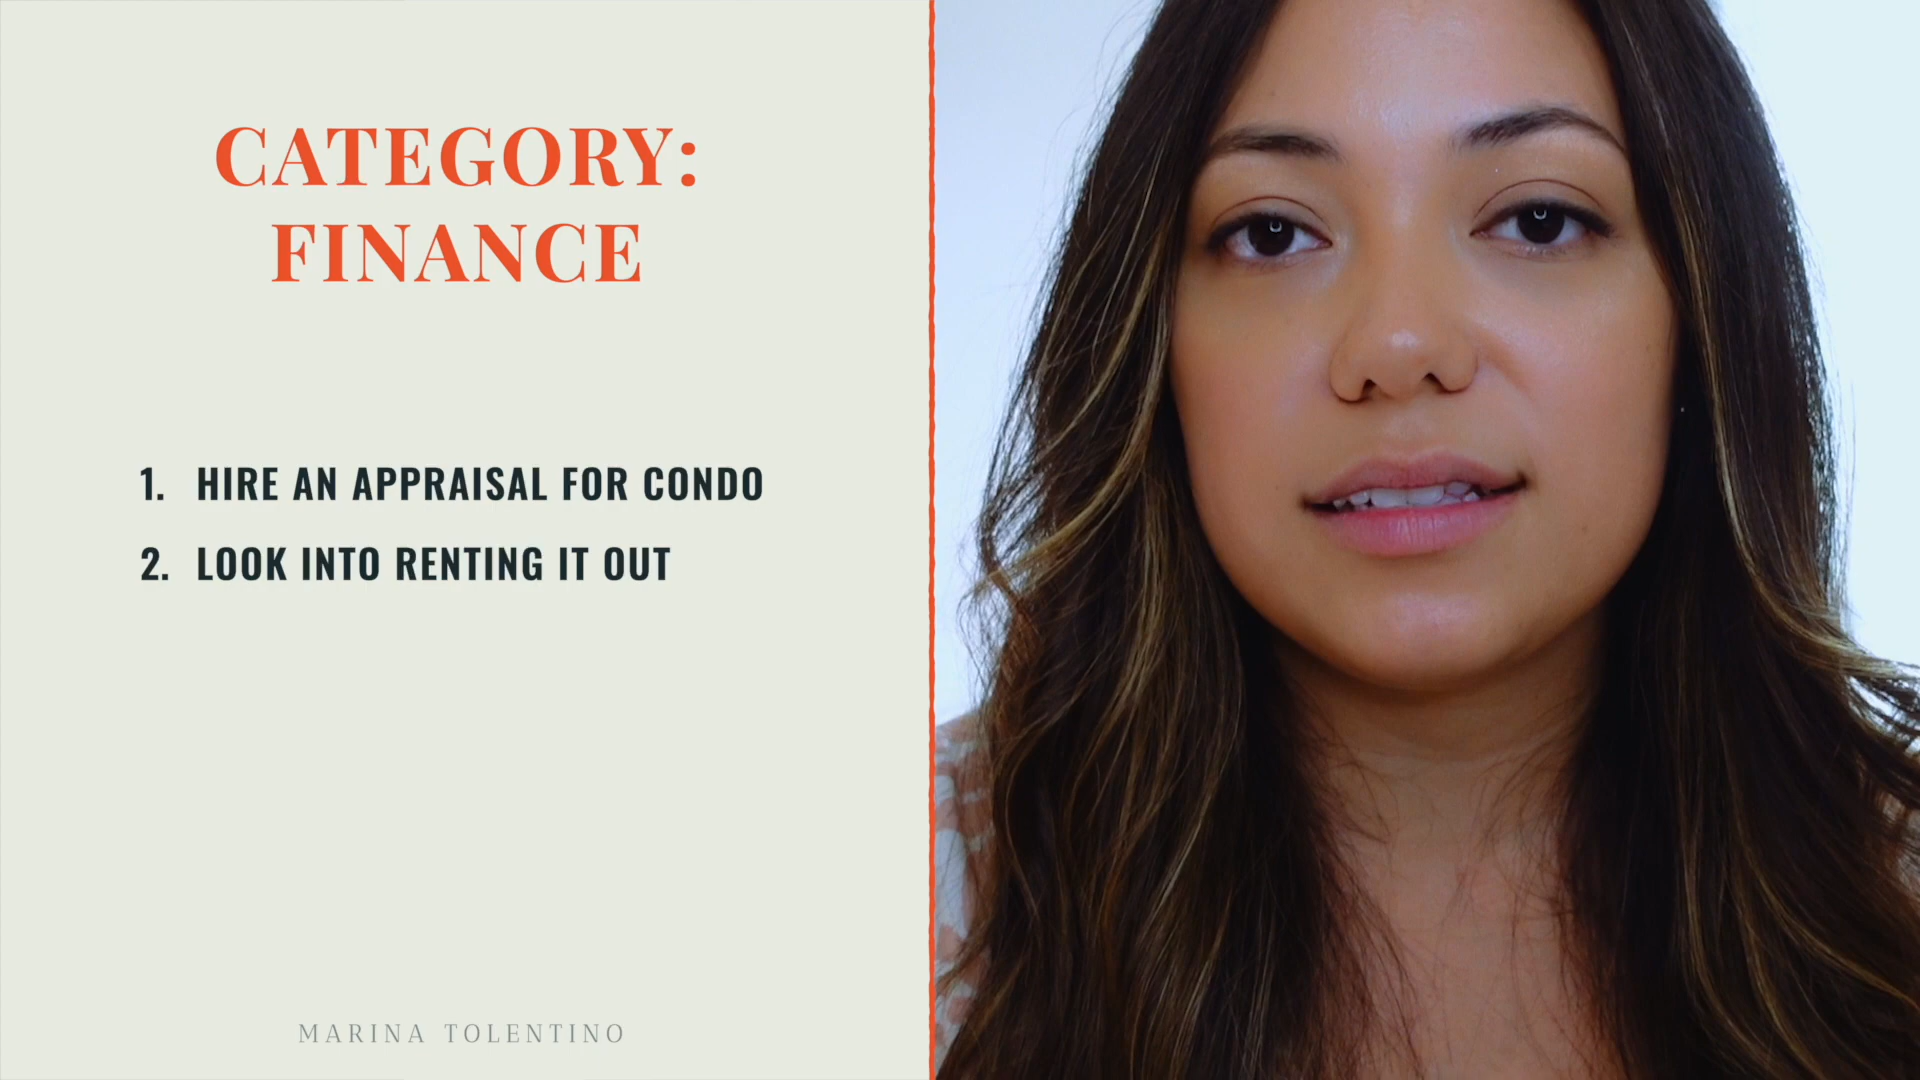 CATEGORY:
FINANCE
1. HIRE AN APPRAISAL FOR CONDO
2. LOOK INTO RENTING IT OUT
MARINA TOLENTINO